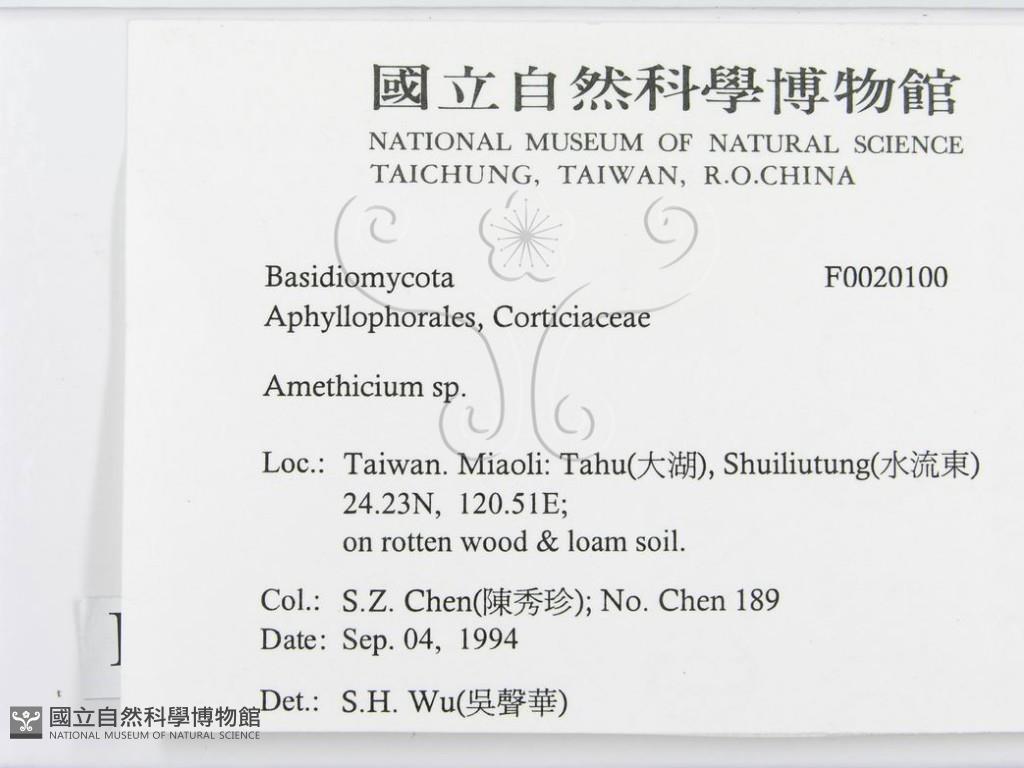 國立自然科學博物館
NATIONAL MUSEUM OF NATURAL SCIENCE
TAICHUNG, TAIWAN, R.O.CHINA
Basidiomycota F0020100
Aphyllophorales, Corticiaceae
Amethicium sp.
Loc.: Taiwan. Miaoli: Tahu(大湖), Shuiliutung(水流東)
24.23N, 120.51E;
on rotten wood & loam soil.
Col.: S.Z. Chen(陳秀珍); No. Chen 189
Date: Sep. 04, 1994
Det.: S.H. Wu(吳聲華)
國立自然科學博物館
NATIONAL MUSEUM OF NATURAL SCIENCE